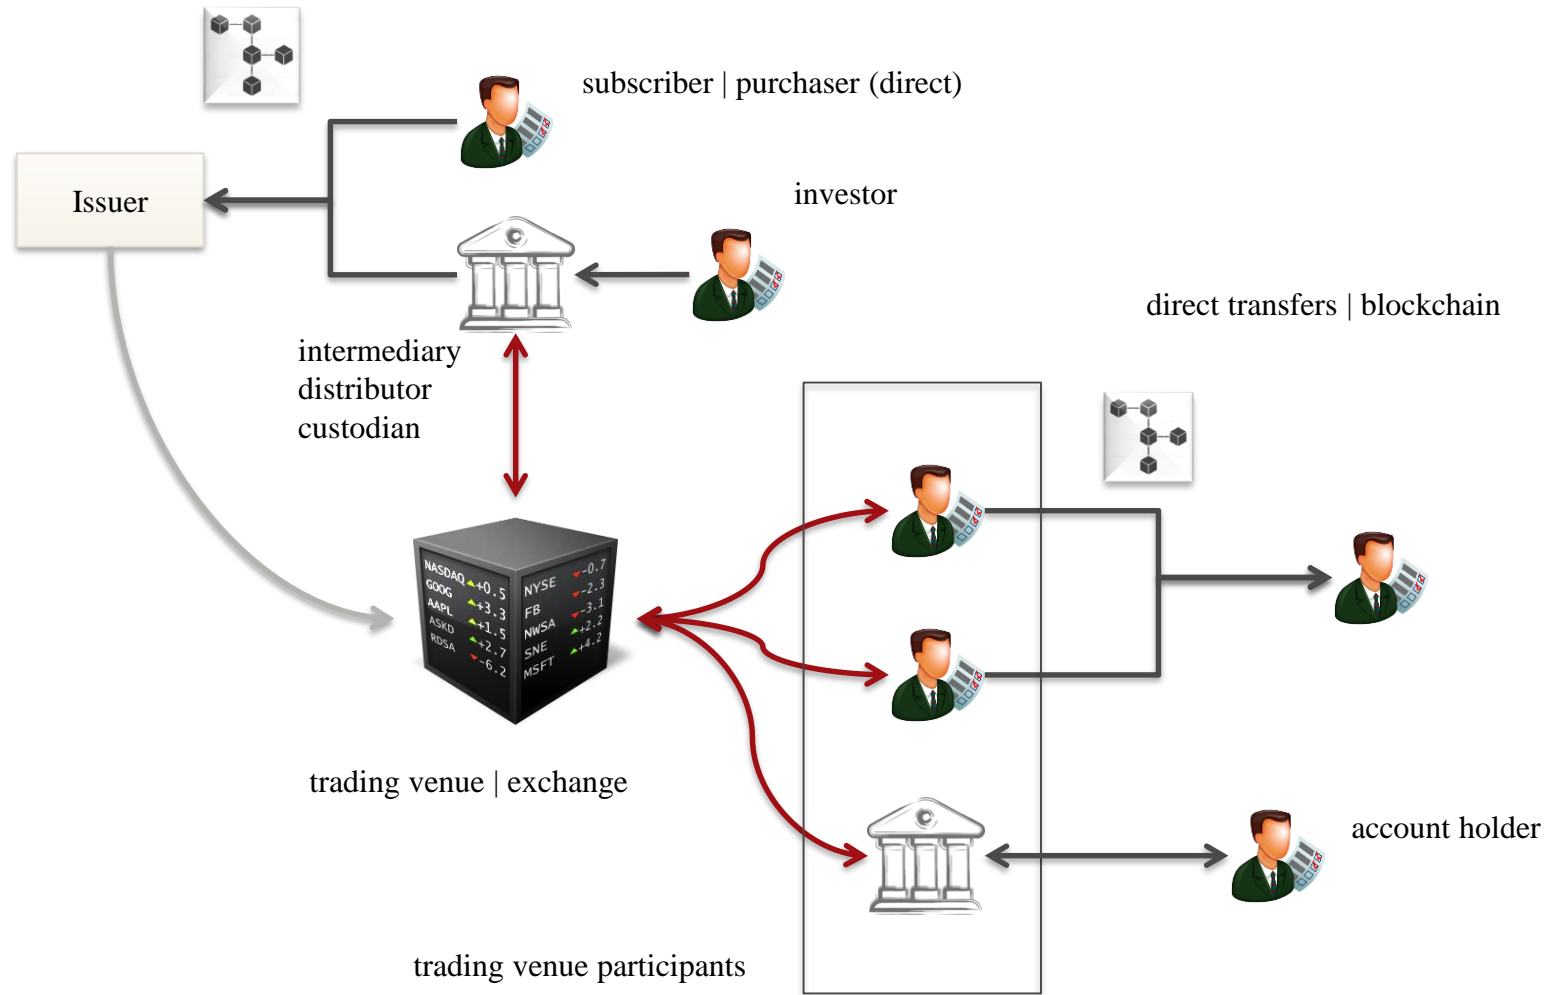 subscriber | purchaser (direct)
Issuer
investor
direct transfers | blockchain
intermediary
distributor
custodian
NASDAQ +0.5
GOOG +3.3
AAPL +1.5
ASKD +2.7
RDSA -6.2
NYSE -0.7
FB -2.3
NWSA -3.1
SNE +2.2
MSFT +4.2
trading venue | exchange
account holder
trading venue participants